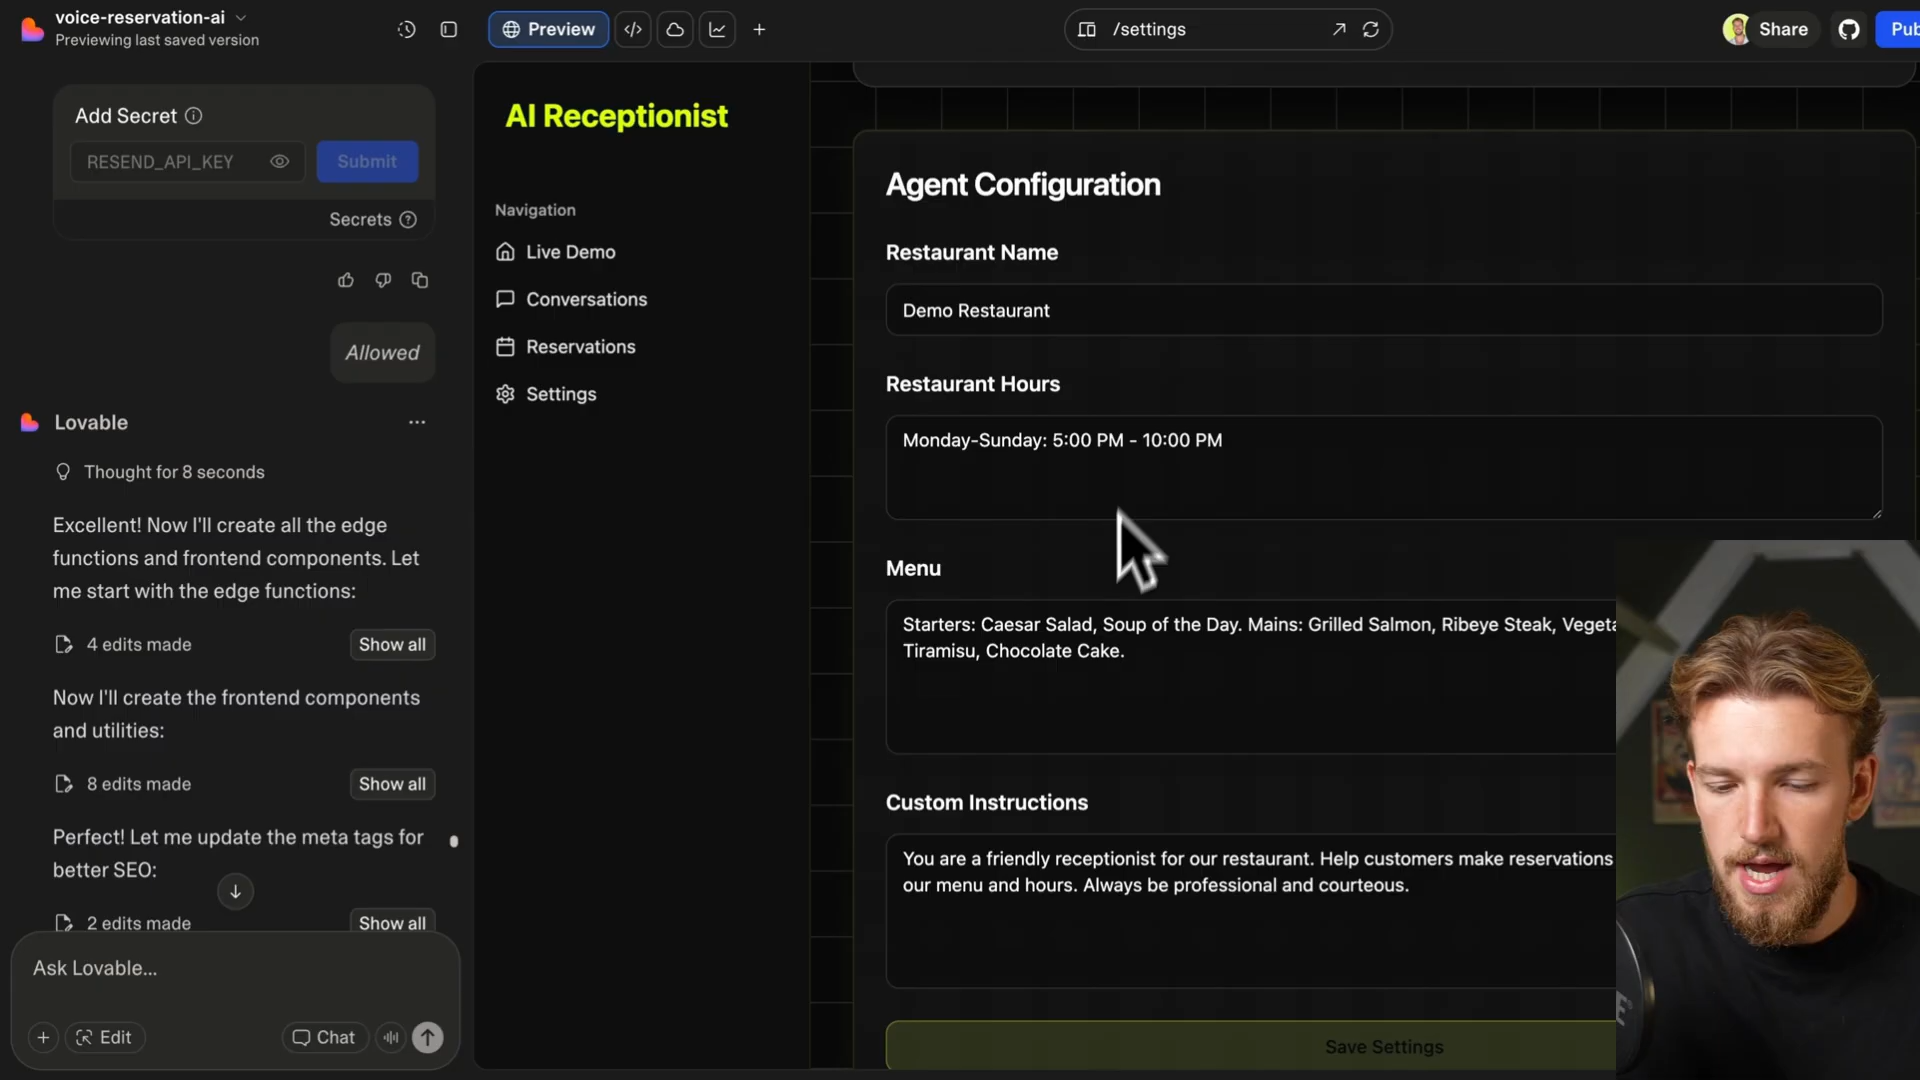 voice-reservation-ai
Previewing last saved version
Preview
/settings
Share
Add Secret
RESEND_API_KEY
Submit
Secrets
Allowed
Lovable
Thought for 8 seconds
Excellent! Now I'll create all the edge
functions and frontend components. Let
me start with the edge functions:
4 edits made
Show all
Now I'll create the frontend components
and utilities:
8 edits made
Show all
Perfect! Let me update the meta tags for
better SEO:
2 edits made
Show all
Ask Lovable...
Edit
Chat
AI Receptionist
Navigation
Live Demo
Conversations
Reservations
Settings
Agent Configuration
Restaurant Name
Demo Restaurant
Restaurant Hours
Monday-Sunday: 5:00 PM - 10:00 PM
Menu
Starters: Caesar Salad, Soup of the Day. Mains: Grilled Salmon, Ribeye Steak,
Tiramisu, Chocolate Cake.
Custom Instructions
You are a friendly receptionist for our restaurant. Help customers make reservations
our menu and hours. Always be professional and courteous.
Save Settings